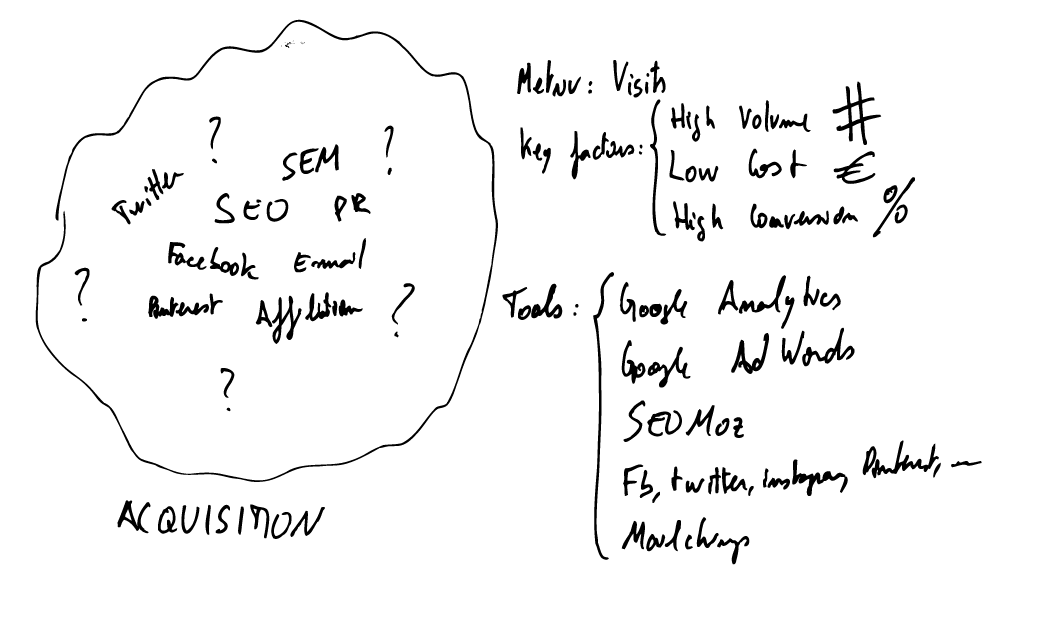 ? ?
SEM
Twitter
SEO PR
Facebook Email
? Pinterest Affiliation ?
?
ACQUISITION
Metric: Visits
Key factors: { High Volume #
Low Cost €
High Conversion %
Tools: { Google Analytics
Google AdWords
SEOMoz
Fb, twitter, instagram, Pinterest, ...
Mailchimp